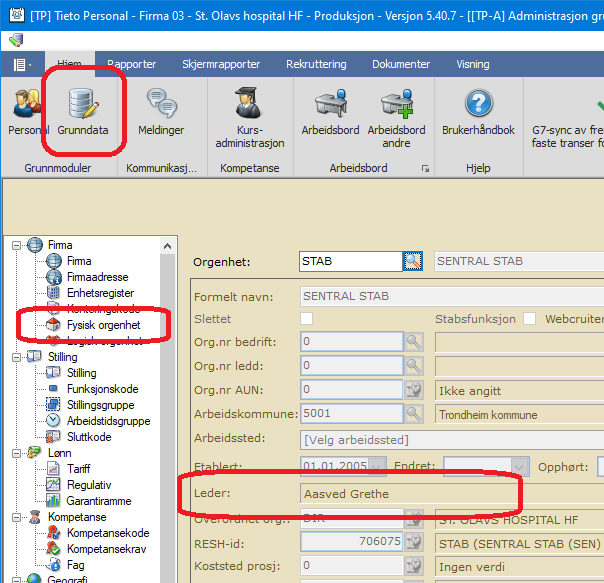 [TP] Tieto Personal - Firma 03 - St. Olavs hospital HF - Produksjon - Versjon 5.40.7 - [[TP-A] Administrasjon gru
Hjem Rapporter Skjermrapporter Rekruttering Dokumenter Visning
Personal Grunndata Meldinger Kurs-administrasjon Arbeidsbord Arbeidsbord andre Brukerhåndbok G7-sync av fre faste transer fo
Grunnmoduler Kommunikasj... Kompetanse Arbeidsbord Hjelp
Firma
Firma
Firmaadresse
Enhetsregister
Konteringskode
Fysisk orgenhet
Logisk orgenhet
Stilling
Stilling
Funksjonskode
Stillingsgruppe
Arbeidstidsgruppe
Sluttkode
Lønn
Tariff
Regulativ
Garantiramme
Kompetanse
Kompetansekode
Kompetansekrav
Fag
Geografi
Orgenhet: STAB SENTRAL STAB
Formelt navn: SENTRAL STAB
Slettet Stabsfunksjon Webcruiter
Org.nr bedrift: 0
Org.nr ledd: 0
Org.nr AUN: 0 Ikke angitt
Arbeidskommune: 5001 Trondheim kommune
Arbeidssted: [Velg arbeidssted]
Etablert: 01.01.2005 Endret: Opphørt:
Leder: Aasved Grethe
Overordnet org.: DIR ST. OLAVS HOSPITAL HF
RESH-id: 706075 STAB (SENTRAL STAB (SEN)
Koststed prosj: 0 Ingen verdi